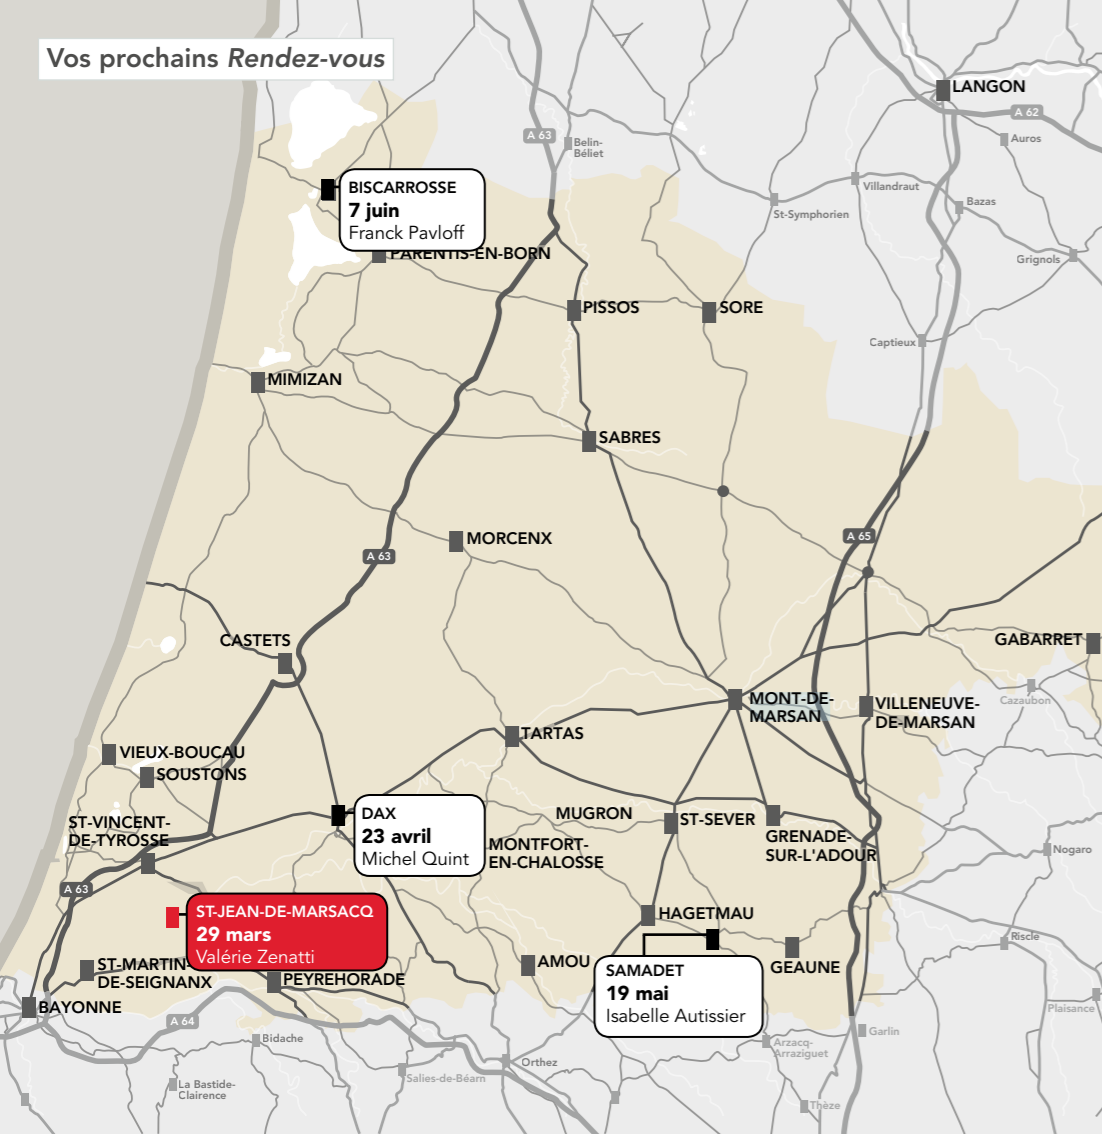 Vos prochains Rendez-vous
LANGON
A 62
A 63
Belin-
Béliet
Auros
BISCARROSSE
7 juin
Franck Pavloff
Villandraut
St-Symphorien
Bazas
PARENTIS-EN-BORN
Grignols
PISSOS
SORE
Captieux
MIMIZAN
SABRES
A 65
MORCENX
A 63
CASTETS
GABARRET
Cazaubon
MONT-DE-
MARSAN
VILLENEUVE-
DE-MARSAN
TARTAS
VIEUX-BOUCAU
SOUSTONS
DAX
23 avril
Michel Quint
MUGRON
ST-SEVER
ST-VINCENT-
DE-TYROSSE
GRENADE-
SUR-L'ADOUR
MONTFORT-
EN-CHALOSSE
Nogaro
A 63
ST-JEAN-DE-MARSACQ
29 mars
Valérie Zenatti
HAGETMAU
Riscle
AMOU
GEAUNE
ST-MARTIN-
DE-SEIGNANX
PEYREHORADE
SAMADET
19 mai
Isabelle Autissier
BAYONNE
Plaisance
A 64
Garlin
Bidache
Arzacq-
Arraziguet
Orthez
Salies-de-Béarn
La Bastide-
Clairence
Thèze